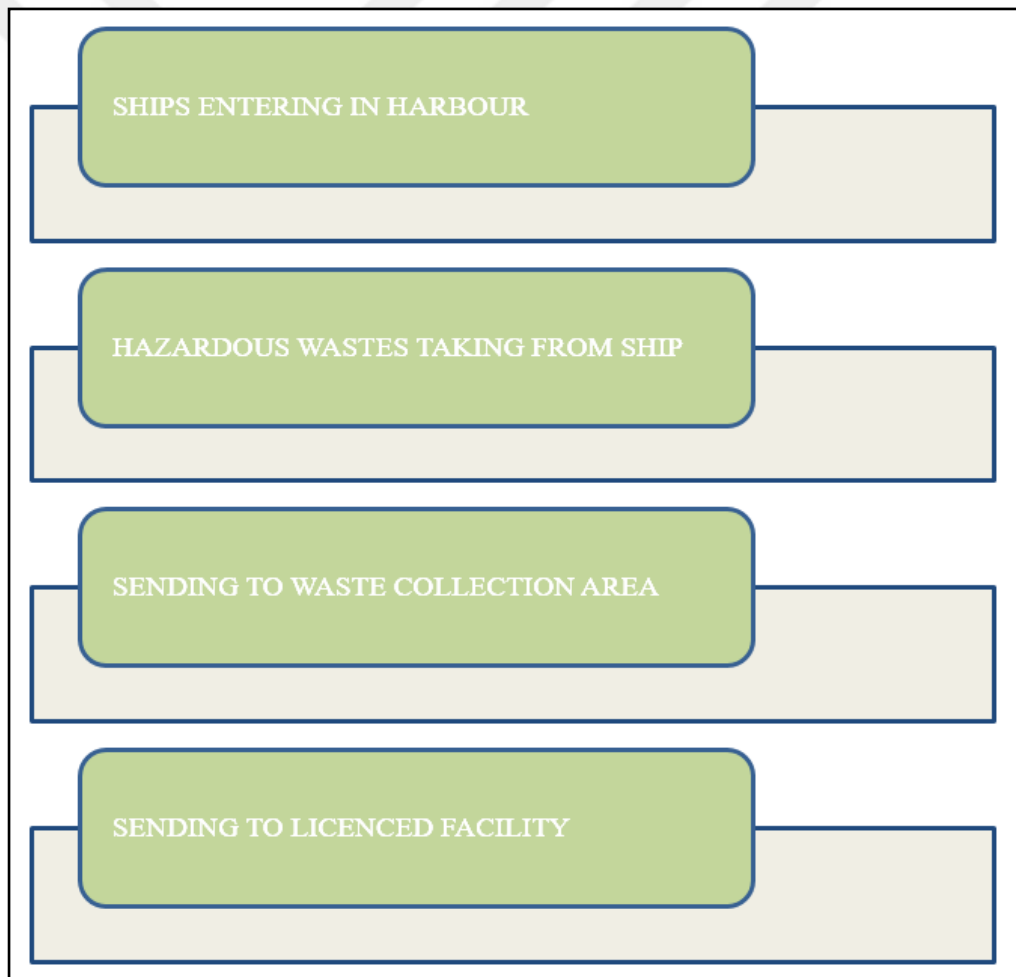 SHIPS ENTERING IN HARBOUR
HAZARDOUS WASTES TAKING FROM SHIP
SENDING TO WASTE COLLECTION AREA
SENDING TO LICENCED FACILITY